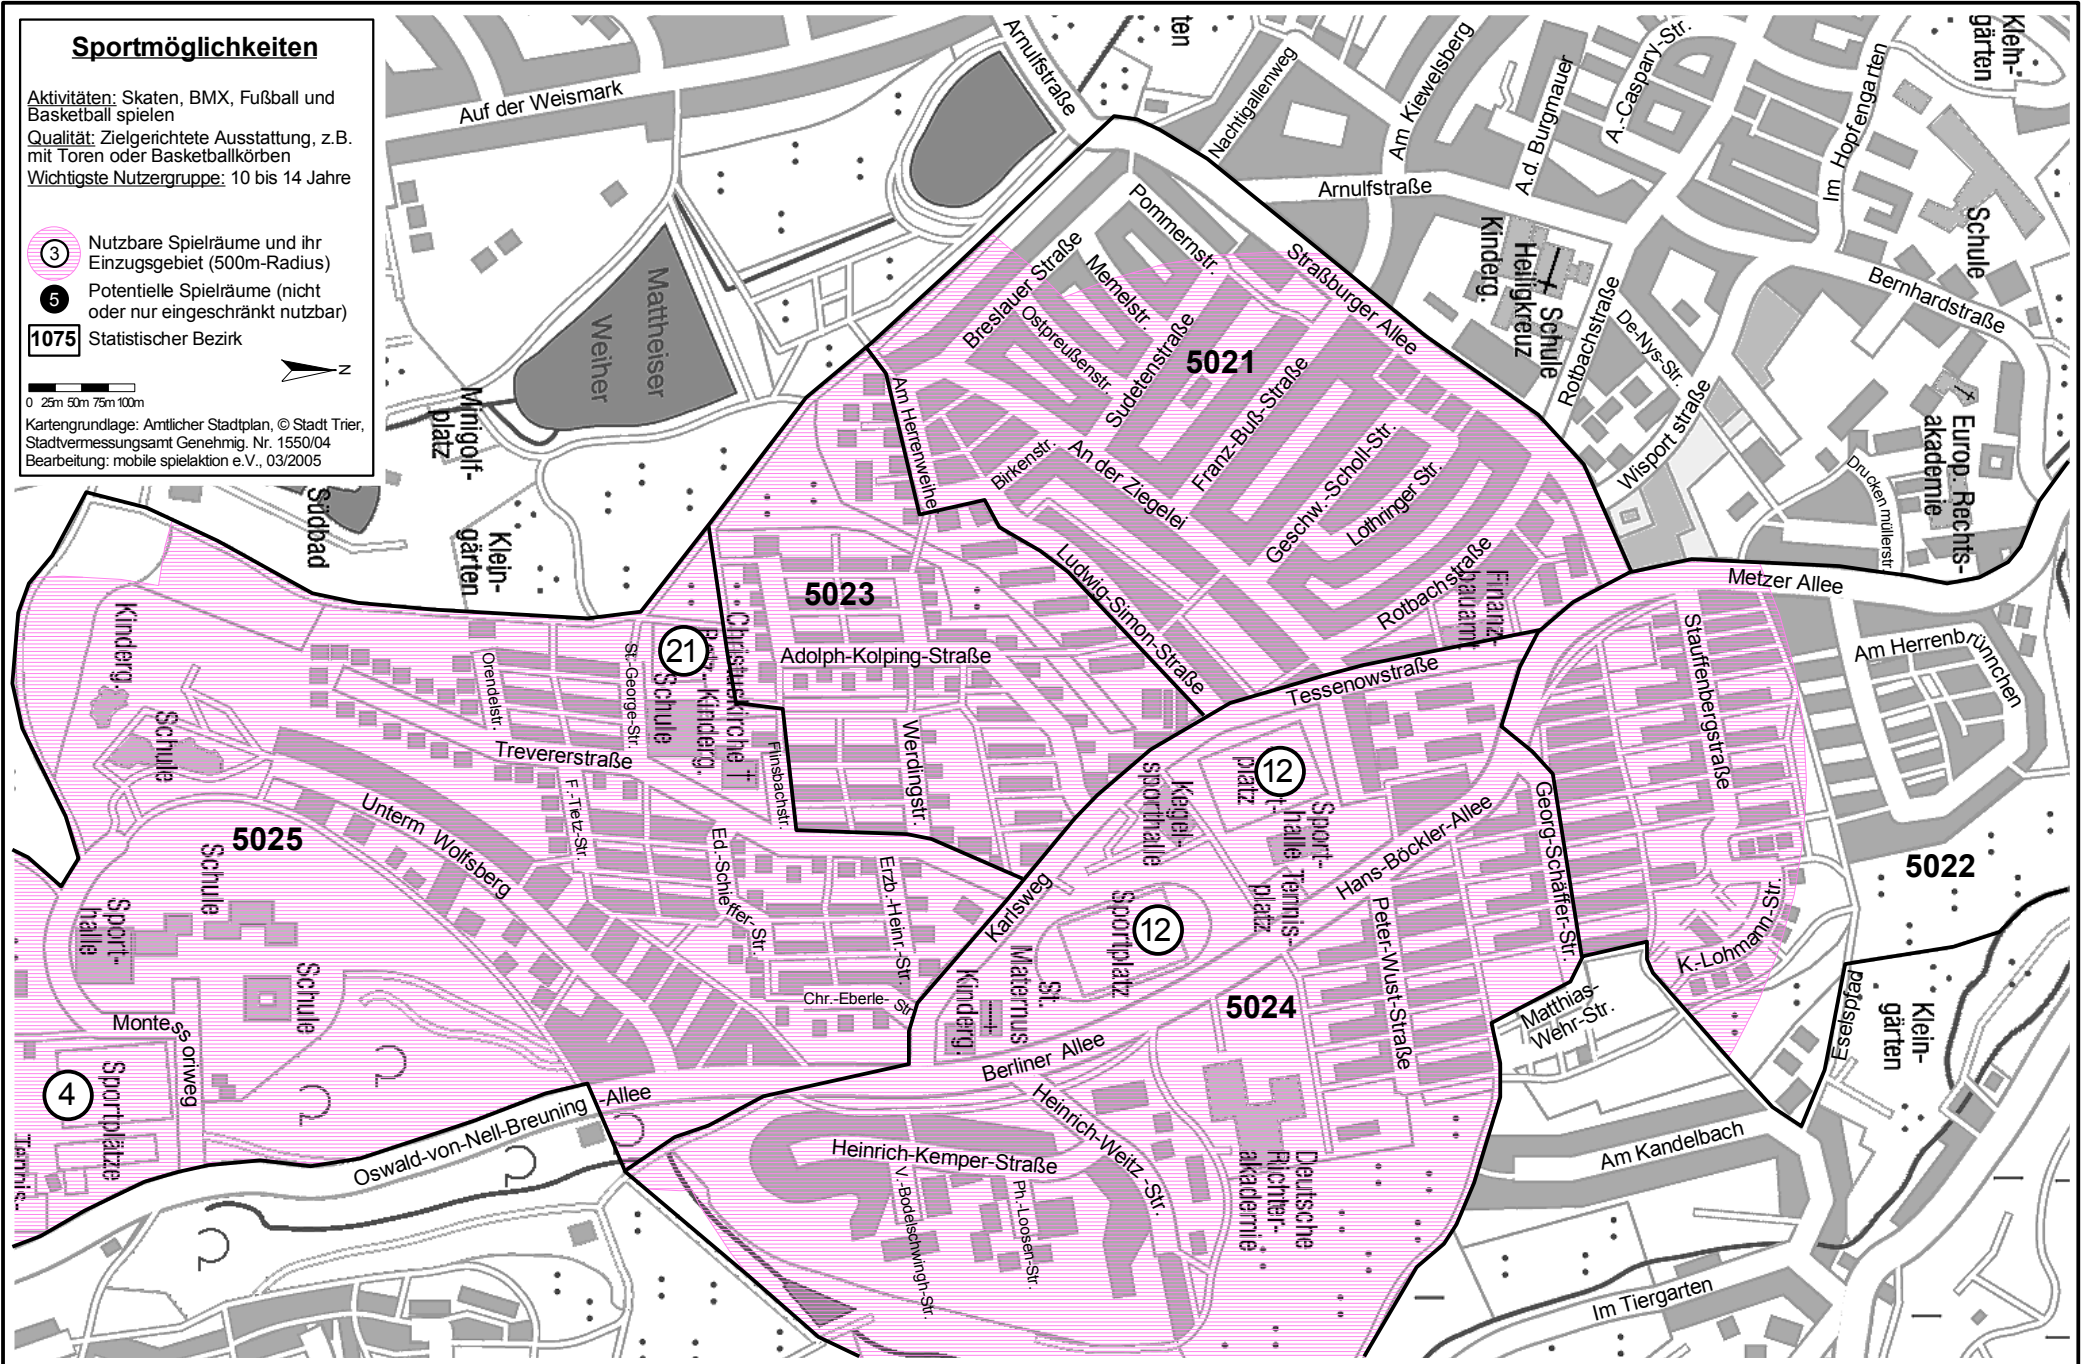 Sportmöglichkeiten
Aktivitäten: Skaten, BMX, Fußball und
Basketball spielen
Qualität: Zielgerichtete Ausstattung, z.B.
mit Toren oder Basketballkörben
Wichtigste Nutzergruppe: 10 bis 14 Jahre
3
Nutzbare Spielräume und ihr
Einzugsgebiet (500m-Radius)
5
Potentielle Spielräume (nicht
oder nur eingeschränkt nutzbar)
1075
Statistischer Bezirk
N
0 25m 50m 75m 100m
Kartengrundlage: Amtlicher Stadtplan, © Stadt Trier,
Stadtvermessungsamt Genehmig. Nr. 1550/04
Bearbeitung: mobile spielaktion e.V., 03/2005
Auf der Weismark
Arnulfstraße
ten
Nachtigallenweg
Am Kiewelsberg
A.d. Burgmauer
A.-Caspary-Str.
Im Hopfengarten
Klein-
gärten
Schule
Arnulfstraße
Pommernstr.
Straßburger Allee
Kinderg.
Heiligkreuz
Schule
Rotbachstraße
De-Nys-Str.
Bernhardstraße
Mattheiser
Weiher
Breslauer Straße
Memelstr.
Ostpreußenstr.
Sudetenstraße
5021
Franz-Buß-Straße
Wisport straße
Europ. Rechts-
akademie
Druckenmüllerstr.
Minigolf-
platz
Am Herrenweiher
Birkenstr.
An der Ziegelei
Geschw.-Scholl-Str.
Lothringer Str.
Südbad
Klein-
gärten
Ludwig-Simon-Straße
Rotbachstraße
Finanz-
bauamt
Metzer Allee
5023
Kinderg.
Orendelstr.
St.-George-Str.
21
Schule
Kinderg.
Christuskirche
Adolph-Kolping-Straße
Tessenowstraße
Stauffenbergstraße
Am Herrenbrünnchen
Schule
Trevererstraße
Flinsbachstr.
Werdingstr.
Kegel-
sporthalle
platz
12
Sport-
halle
Tennis-
platz
Unterm Wolfsberg
F.-Tietz-Str.
Ed.-Schieffer-Str.
Erzb.-Heinr.-Str.
Hans-Böckler-Allee
Georg-Schäffer-Str.
5025
5022
Schule
Sport-
halle
Karlsweg
Sportplatz
12
Peter-Wust-Straße
K.-Lohmann-Str.
Schule
Chr.-Eberle-Str.
Kinderg.
St.
Maternus
5024
Matthias-
Wehr-Str.
Eselspfad
Klein-
gärten
Montessoriweg
Berliner Allee
4
Sportplätze
Tennis-
Oswald-von-Nell-Breuning-Allee
Heinrich-Weitz-Str.
Heinrich-Kemper-Straße
V.-Bodelschwingh-Str.
Ph.-Loosen-Str.
Deutsche
Richter-
akademie
Am Kandelbach
Im Tiergarten